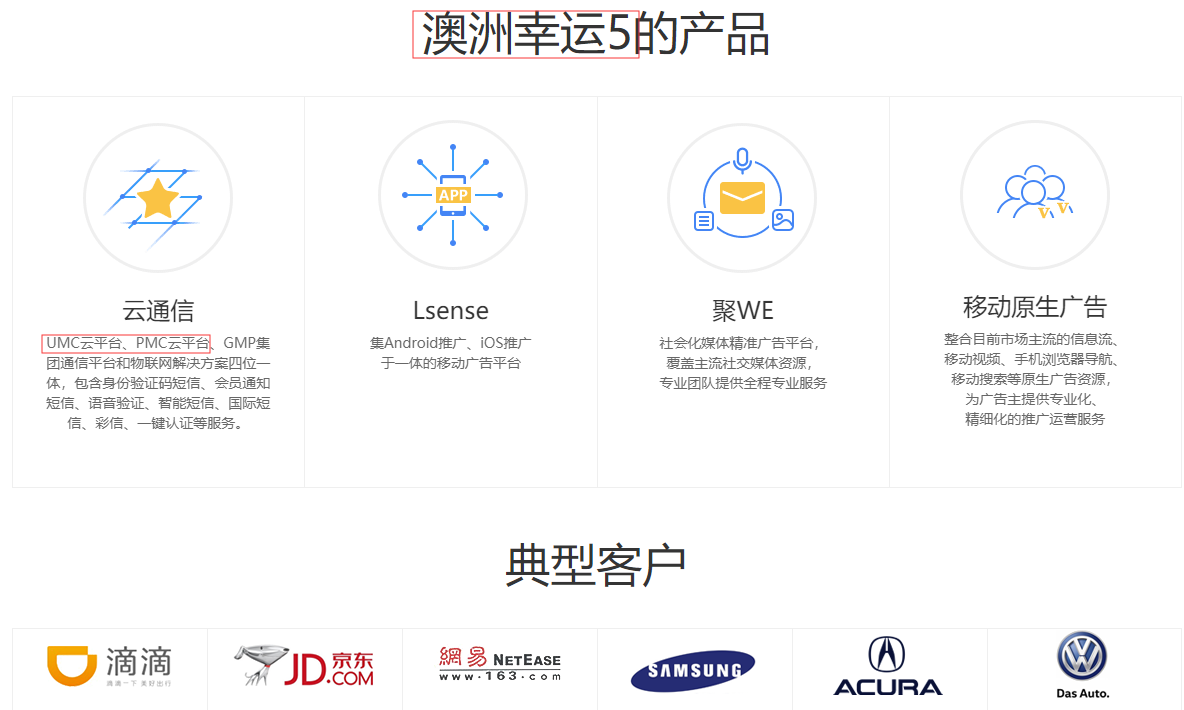 澳洲幸运5的产品
APP
V V
云通信
UMC云平台、PMC云平台、GMP集
团通信平台和物联网解决方案四位一
体，包含身份验证码短信、会员通知
短信、语音验证、智能短信、国际短
信、彩信、一键认证等服务。
Lsense
集Android推广、iOS推广
于一体的移动广告平台
聚WE
社会化媒体精准广告平台，
覆盖主流社交媒体资源，
专业团队提供全程专业服务
移动原生广告
整合目前市场主流的信息流、
移动视频、手机浏览器导航、
移动搜索等原生广告资源，
为广告主提供专业化、
精细化的推广运营服务
典型客户
滴滴
滴滴一下 美好出行
JD.COM 京东
網易 NETEASE
www.163.com
SAMSUNG
ACURA
Das Auto.